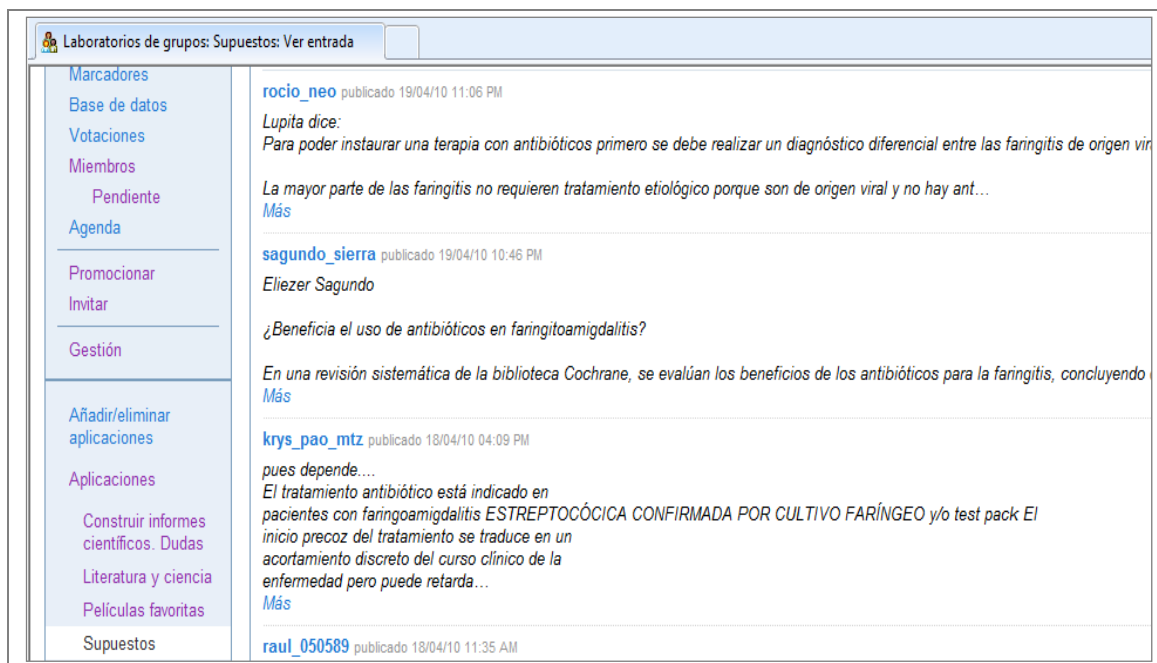 Laboratorios de grupos: Supuestos: Ver entrada
Marcadores
Base de datos
Votaciones
Miembros
Pendiente
Agenda
Promocionar
Invitar
Gestión
Añadir/eliminar
aplicaciones
Aplicaciones
Construir informes
científicos. Dudas
Literatura y ciencia
Películas favoritas
Supuestos
rocio_neo publicado 19/04/10 11:06 PM
Lupita dice:
Para poder instaurar una terapia con antibióticos primero se debe realizar un diagnóstico diferencial entre las faringitis de origen
La mayor parte de las faringitis no requieren tratamiento etiológico porque son de origen viral y no hay ant…
Más
sagundo_sierra publicado 19/04/10 10:46 PM
Eliezer Sagundo
¿Beneficia el uso de antibióticos en faringitoamigdalitis?
En una revisión sistemática de la biblioteca Cochrane, se evalúan los beneficios de los antibióticos para la faringitis, concluyendo
Más
krys_pao_mtz publicado 18/04/10 04:09 PM
pues depende....
El tratamiento antibiótico está indicado en
pacientes con faringoamigdalitis ESTREPTOCÓCICA CONFIRMADA POR CULTIVO FARÍNGEO y/o test pack El
inicio precoz del tratamiento se traduce en un
acortamiento discreto del curso clínico de la
enfermedad pero puede retarda…
Más
raul_050589 publicado 18/04/10 11:35 AM